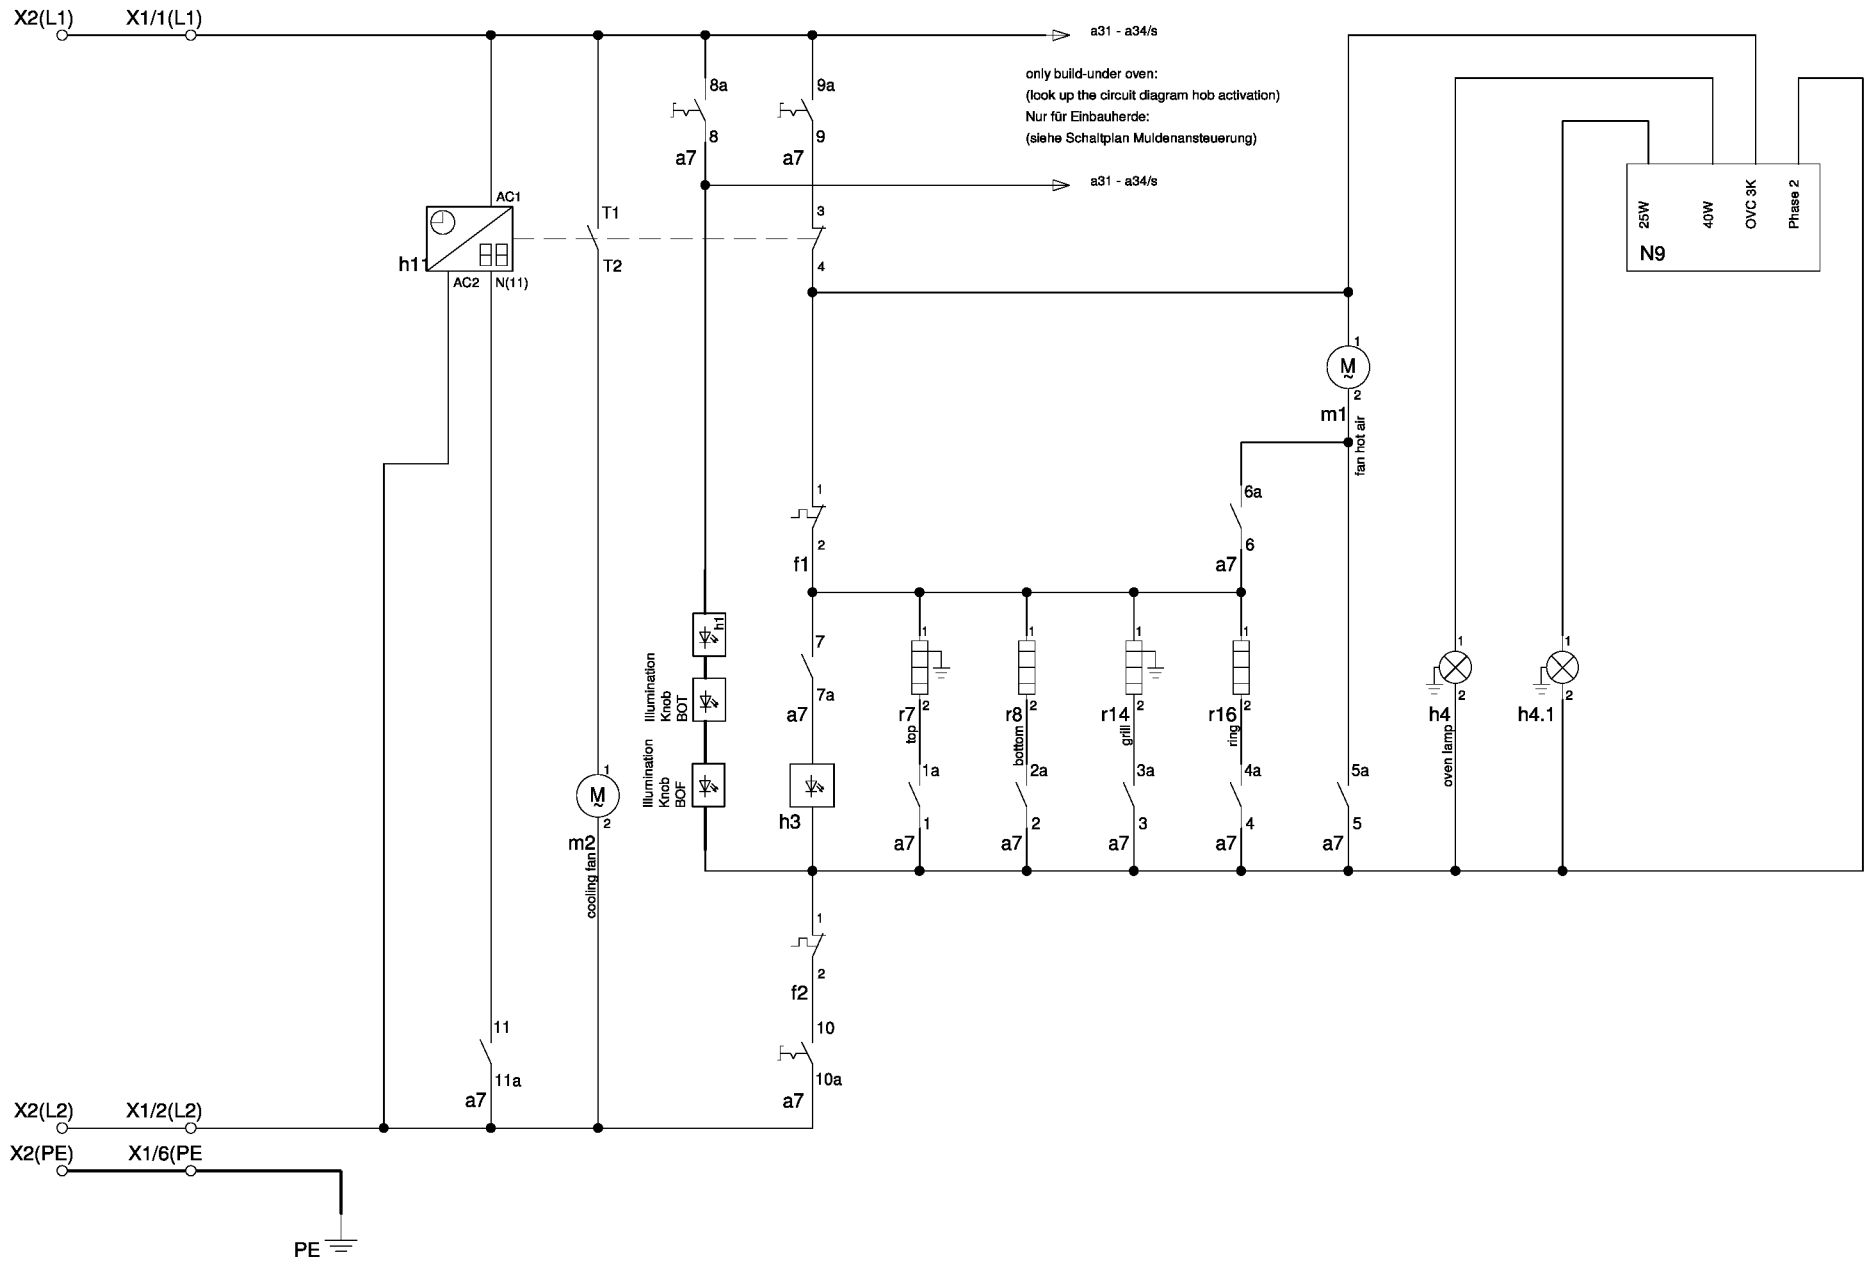 X2(L1) X1/1(L1)
a31 - a34/s
only build-under oven:
(look up the circuit diagram hob activation)
Nur für Einbauherde:
(siehe Schaltplan Muldenansteuerung)
8a
8
a7
9a
9
a7
a31 - a34/s
25W
40W
OVC 3K
Phase 2
N9
AC1
h11
AC2 N(11)
T1
T2
3
4
1
M
~
2
m1
fan hot air
1
2
f1
6a
6
a7
h1
Illumination
Knob
BOT
Illumination
Knob
BOF
7
7a
a7
h3
1
r7 2
top
1a
1
a7
1
r8 2
bottom
2a
2
a7
1
r14 2
grill
3a
3
a7
1
r16 2
ring
4a
4
a7
5a
5
a7
1
2
h4
oven lamp
1
2
h4.1
1
M
~
2
m2
cooling fan
1
2
f2
10
10a
a7
11
11a
a7
X2(L2) X1/2(L2)
X2(PE) X1/6(PE
PE